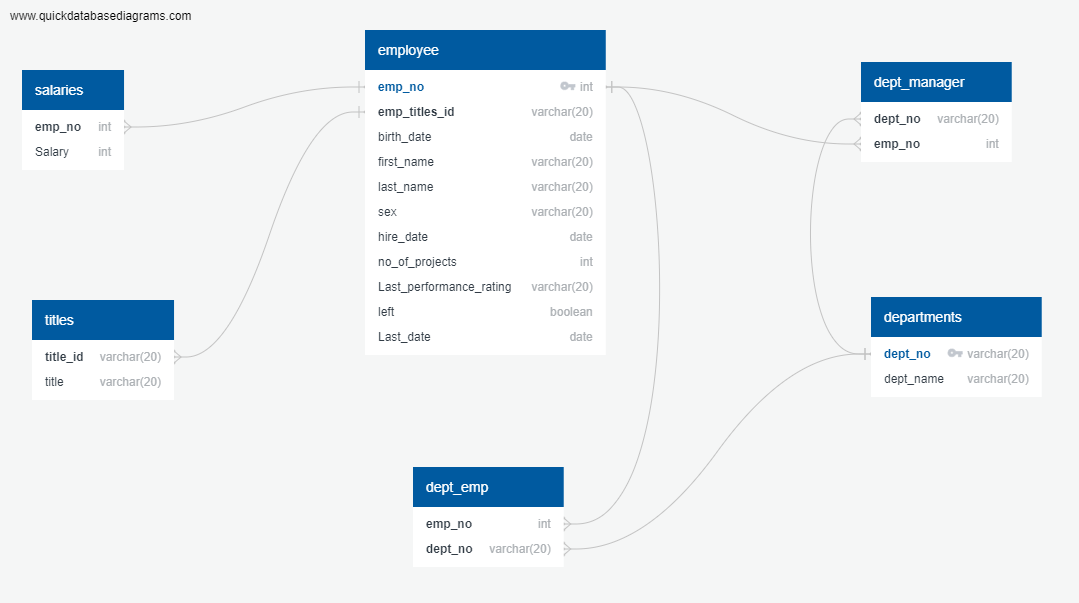 www.quickdatabasediagrams.com
salaries
emp_no int
Salary int
employee
emp_no int
emp_titles_id varchar(20)
birth_date date
first_name varchar(20)
last_name varchar(20)
sex varchar(20)
hire_date date
no_of_projects int
Last_performance_rating varchar(20)
left boolean
Last_date date
dept_manager
dept_no varchar(20)
emp_no int
titles
title_id varchar(20)
title varchar(20)
departments
dept_no varchar(20)
dept_name varchar(20)
dept_emp
emp_no int
dept_no varchar(20)